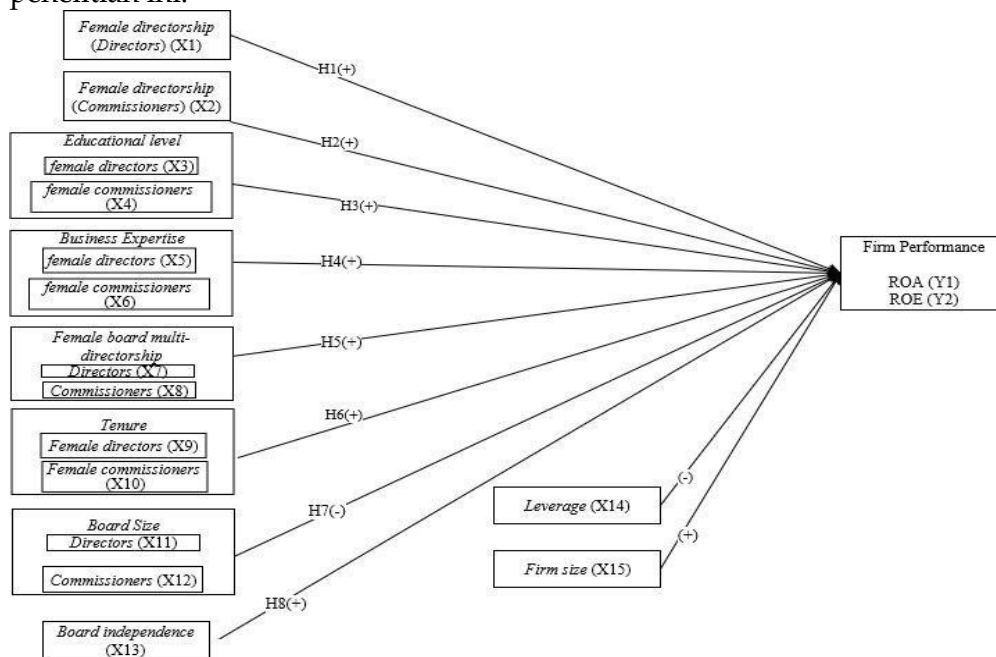 penelitian ini.
Female directorship
(Directors) (X1)
H1(+)
Female directorship
(Commissioners) (X2)
H2(+)
Educational level
female directors (X3)
female commissioners
(X4)
H3(+)
Business Expertise
female directors (X5)
female commissioners
(X6)
H4(+)
Firm Performance
ROA (Y1)
ROE (Y2)
Female board multi-
directorship
Directors (X7)
Commissioners (X8)
H5(+)
Tenure
Female directors (X9)
Female commissioners
(X10)
H6(+)
Board Size
Directors (X11)
Commissioners (X12)
H7(-)
Leverage (X14)
(-)
Firm size (X15)
(+)
Board independence
(X13)
H8(+)